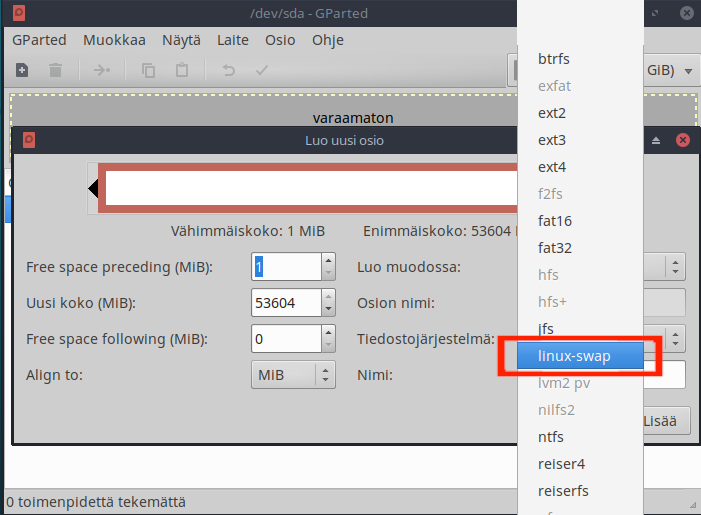 /dev/sda - GParted
GParted Muokkaa Näytä Laite Osio Ohje
GiB)
varaamaton
Luo uusi osio
Vähimmäiskoko: 1 MiB Enimmäiskoko: 53604
Free space preceding (MiB): 1 Luo muodossa:
Uusi koko (MiB): 53604 Osion nimi:
Free space following (MiB): 0 Tiedostojärjestelmä:
Align to: MiB Nimi:
Lisää
0 toimenpidettä tekemättä
btrfs
exfat
ext2
ext3
ext4
f2fs
fat16
fat32
hfs
hfs+
jfs
linux-swap
lvm2 pv
nilfs2
ntfs
reiser4
reiserfs